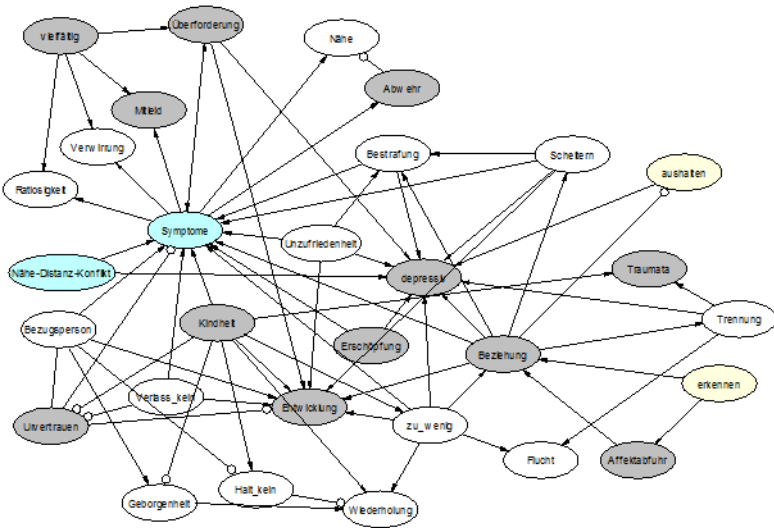 vielfältig
Überforderung
Nähe
Abwehr
Mitleid
Verwirrung
Bestrafung
Scheitern
aushalten
Ratlosigkeit
Symptome
Unzufriedenheit
Nähe-Distanz-Konflikt
depressiv
Traumata
Bezugsperson
Kindheit
Trennung
Erschöpfung
Beziehung
erkennen
Verlass_kein
Entwicklung
Urvertrauen
zu_wenig
Flucht
Affektabfuhr
Halt_kein
Geborgenheit
Wiederholung